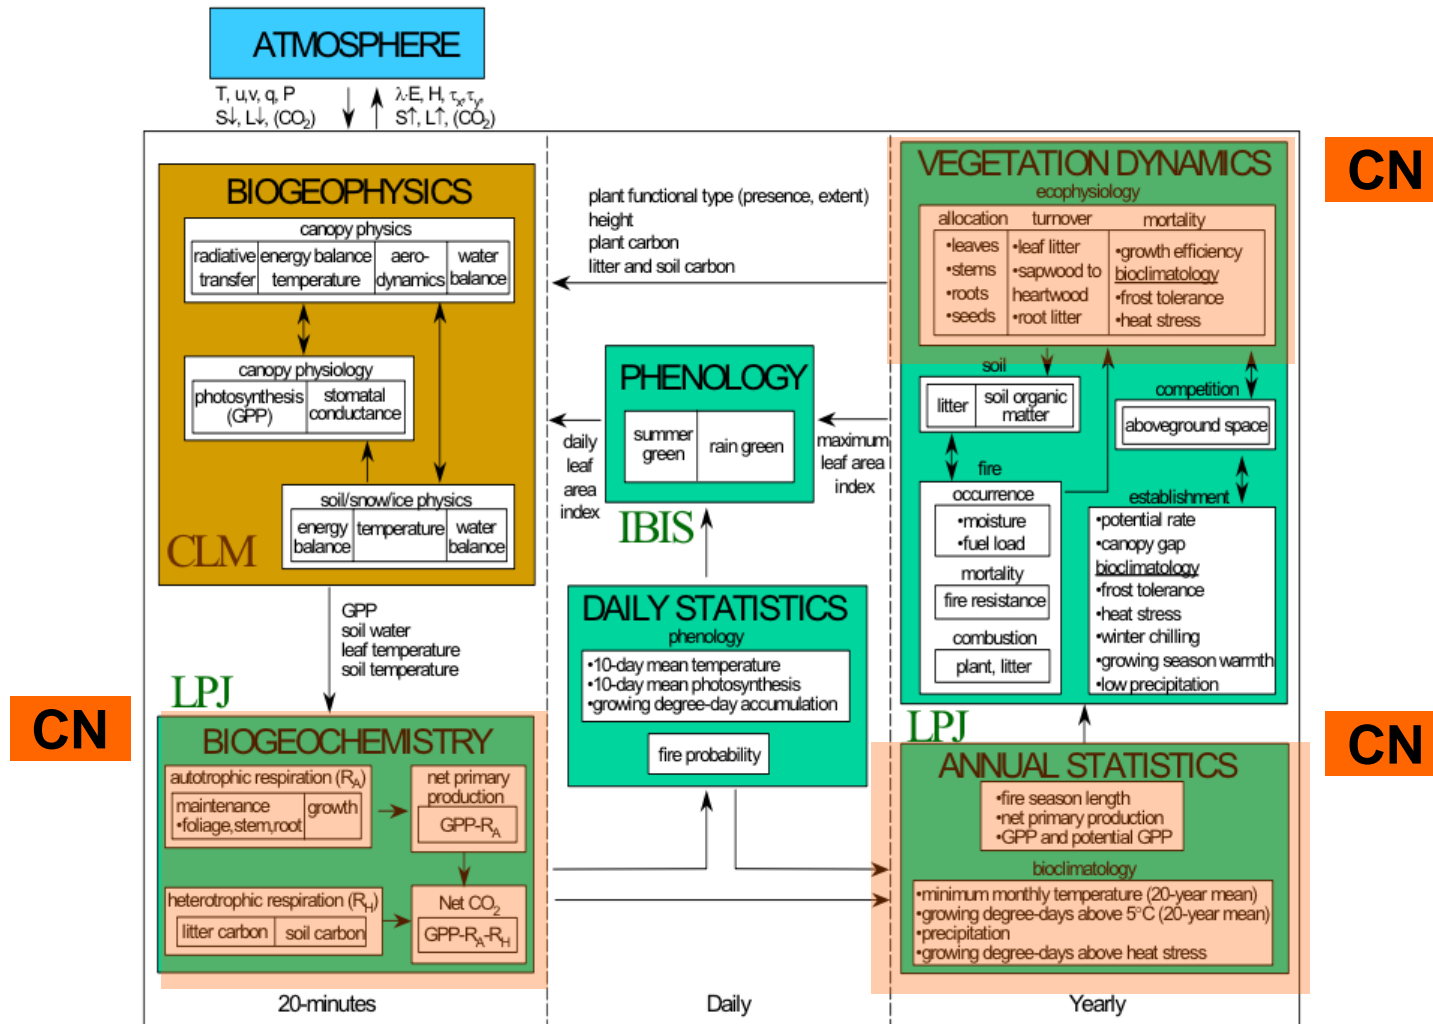 ATMOSPHERE
T, u,v, q, P
S↓, L↓, (CO2)
λ·E, H, τx,τy,
S↑, L↑, (CO2)
BIOGEOPHYSICS
canopy physics
radiative transfer
energy balance temperature
aero-dynamics
water balance
canopy physiology
photosynthesis (GPP)
stomatal conductance
soil/snow/ice physics
energy balance
temperature
water balance
CLM
GPP
soil water
leaf temperature
soil temperature
LPJ
CN
BIOGEOCHEMISTRY
autotrophic respiration (RA)
maintenance
•foliage,stem,root
growth
net primary production
GPP-RA
heterotrophic respiration (RH)
litter carbon
soil carbon
Net CO2
GPP-RA-RH
20-minutes
plant functional type (presence, extent)
height
plant carbon
litter and soil carbon
PHENOLOGY
summer green
rain green
IBIS
daily
leaf
area
index
maximum
leaf area
index
DAILY STATISTICS
phenology
•10-day mean temperature
•10-day mean photosynthesis
•growing degree-day accumulation
fire probability
Daily
VEGETATION DYNAMICS
ecophysiology
allocation
•leaves
•stems
•roots
•seeds
turnover
•leaf litter
•sapwood to
heartwood
•root litter
mortality
•growth efficiency
bioclimatology
•frost tolerance
•heat stress
CN
soil
litter
soil organic matter
competition
aboveground space
fire
occurrence
•moisture
•fuel load
mortality
fire resistance
combustion
plant, litter
establishment
•potential rate
•canopy gap
bioclimatology
•frost tolerance
•heat stress
•winter chilling
•growing season warmth
•low precipitation
LPJ
CN
ANNUAL STATISTICS
•fire season length
•net primary production
•GPP and potential GPP
bioclimatology
•minimum monthly temperature (20-year mean)
•growing degree-days above 5°C (20-year mean)
•precipitation
•growing degree-days above heat stress
Yearly